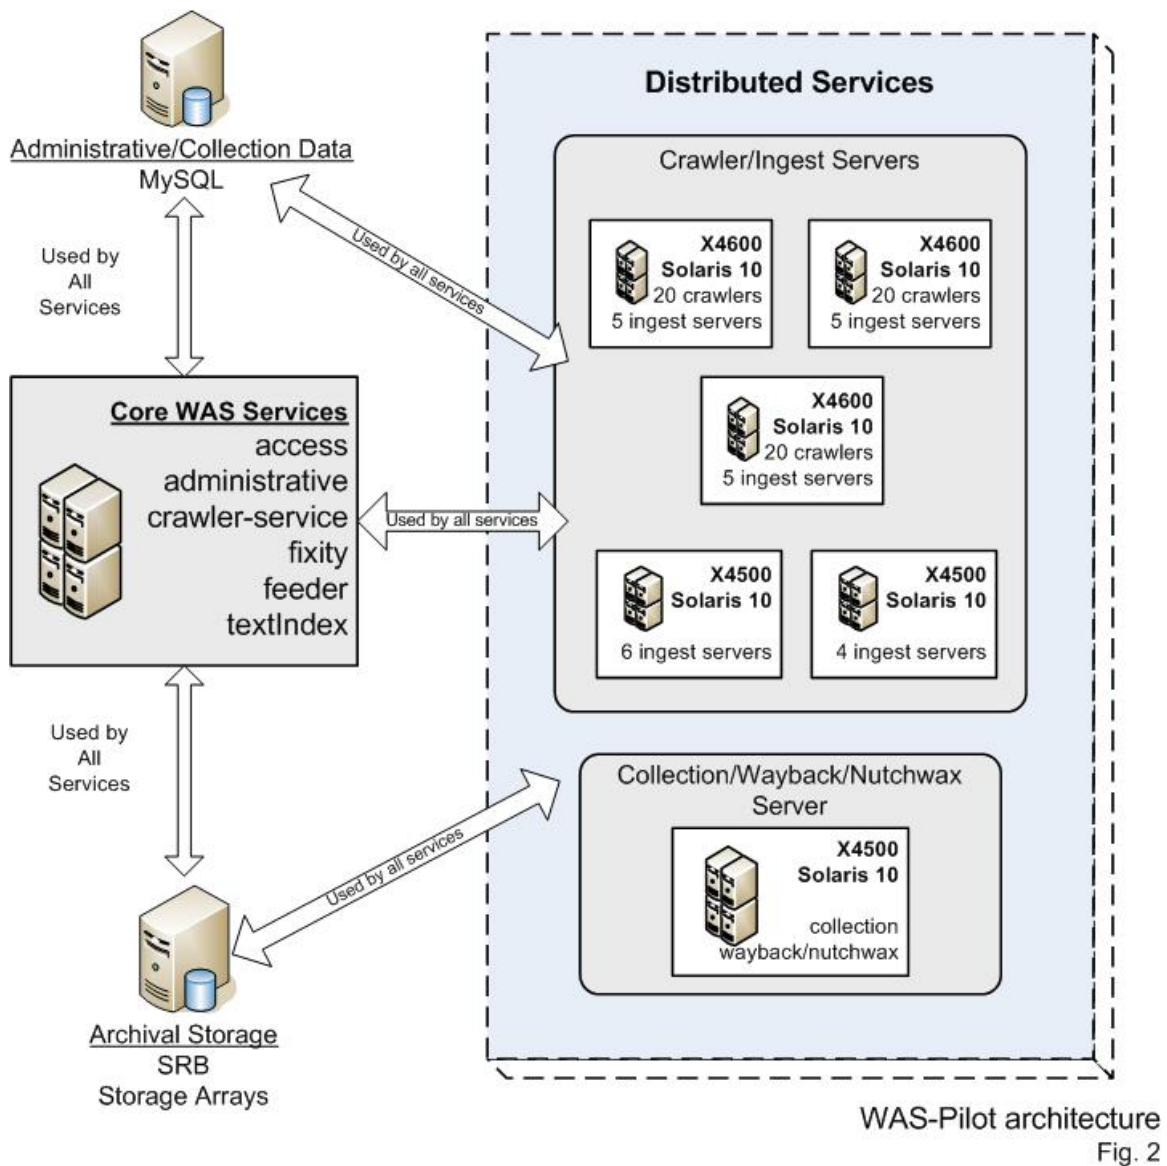 Administrative/Collection Data
MySQL
Used by
All
Services
Used by all services
Core WAS Services
access
administrative
crawler-service
fixity
feeder
textIndex
Used by all services
Used by
All
Services
Used by all services
Archival Storage
SRB
Storage Arrays
Distributed Services
Crawler/Ingest Servers
X4600
Solaris 10
20 crawlers
5 ingest servers
X4600
Solaris 10
20 crawlers
5 ingest servers
X4600
Solaris 10
20 crawlers
5 ingest servers
X4500
Solaris 10
6 ingest servers
X4500
Solaris 10
4 ingest servers
Collection/Wayback/Nutchwax
Server
X4500
Solaris 10
collection
wayback/nutchwax
WAS-Pilot architecture
Fig. 2